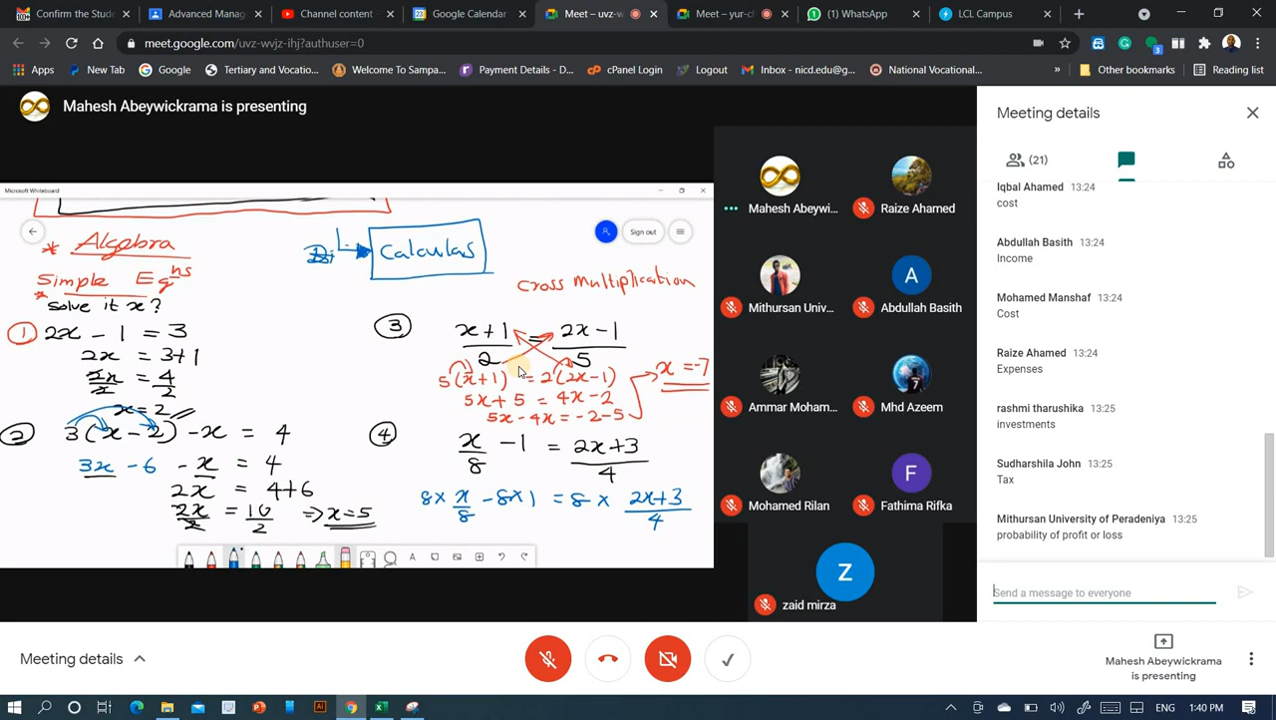 Confirm the Stude
Advanced Manag
Channel content
Google Calendar
Meet – uvz-w
Meet – yur-c
(1) WhatsApp
LCL Campus
meet.google.com/uvz-wvjz-ihj?authuser=0
Apps
New Tab
Google
Tertiary and Vocatio...
Welcome To Sampa...
Payment Details - D...
cPanel Login
Logout
Inbox - nicd.edu@g...
National Vocational...
»
Other bookmarks
Reading list
Mahesh Abeywickrama is presenting
Microsoft Whiteboard
Sign out
* Algebra
Simple Eqns
* Solve it x?
① 2x - 1 = 3
2x = 3+1
2x/2 = 4/2
x = 2
② 3(x - 2) - x = 4
3x - 6 - x = 4
2x = 4+6
2x/2 = 10/2 => x = 5
Calculas
Cross Multiplication
③ x+1/2 = 2x-1/5
5(x+1) = 2(2x-1)
5x+5 = 4x-2
5x-4x = -2-5
x = -7
④ x/8 - 1 = 2x+3/4
8 × x/8 - 8×1 = 8 × 2x+3/4
Mahesh Abeywi...
Raize Ahamed
Mithursan Univ...
Abdullah Basith
A
Ammar Moham...
Mhd Azeem
Mohamed Rilan
F
Fathima Rifka
Z
zaid mirza
Meeting details
(21)
Iqbal Ahamed 13:24
cost
Abdullah Basith 13:24
Income
Mohamed Manshaf 13:24
Cost
Raize Ahamed 13:24
Expenses
rashmi tharushika 13:25
investments
Sudharshila John 13:25
Tax
Mithursan University of Peradeniya 13:25
probability of profit or loss
Send a message to everyone
Meeting details
Mahesh Abeywickrama
is presenting
ENG
1:40 PM